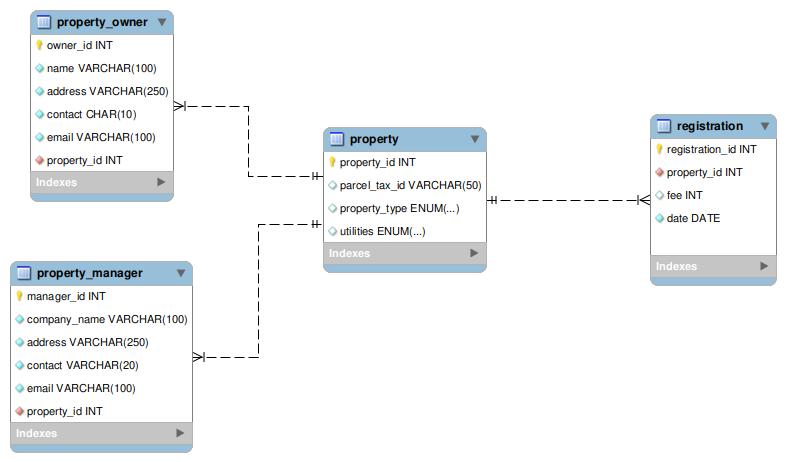 property_owner
owner_id INT
name VARCHAR(100)
address VARCHAR(250)
contact CHAR(10)
email VARCHAR(100)
property_id INT
Indexes
property
property_id INT
parcel_tax_id VARCHAR(50)
property_type ENUM(...)
utilities ENUM(...)
Indexes
registration
registration_id INT
property_id INT
fee INT
date DATE
Indexes
property_manager
manager_id INT
company_name VARCHAR(100)
address VARCHAR(250)
contact VARCHAR(20)
email VARCHAR(100)
property_id INT
Indexes